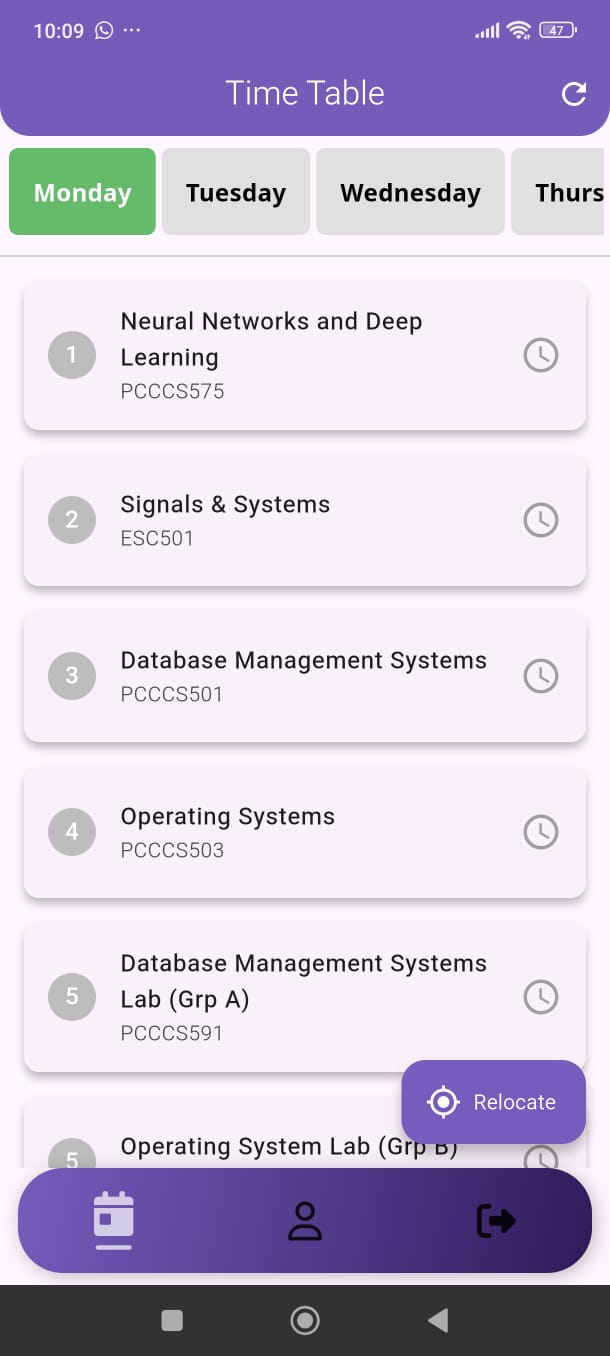 10:09
47
Time Table
Monday Tuesday Wednesday Thurs
1
Neural Networks and Deep
Learning
PCCCS575
2
Signals & Systems
ESC501
3
Database Management Systems
PCCCS501
4
Operating Systems
PCCCS503
5
Database Management Systems
Lab (Grp A)
PCCCS591
Relocate
5
Operating System Lab (Grp B)